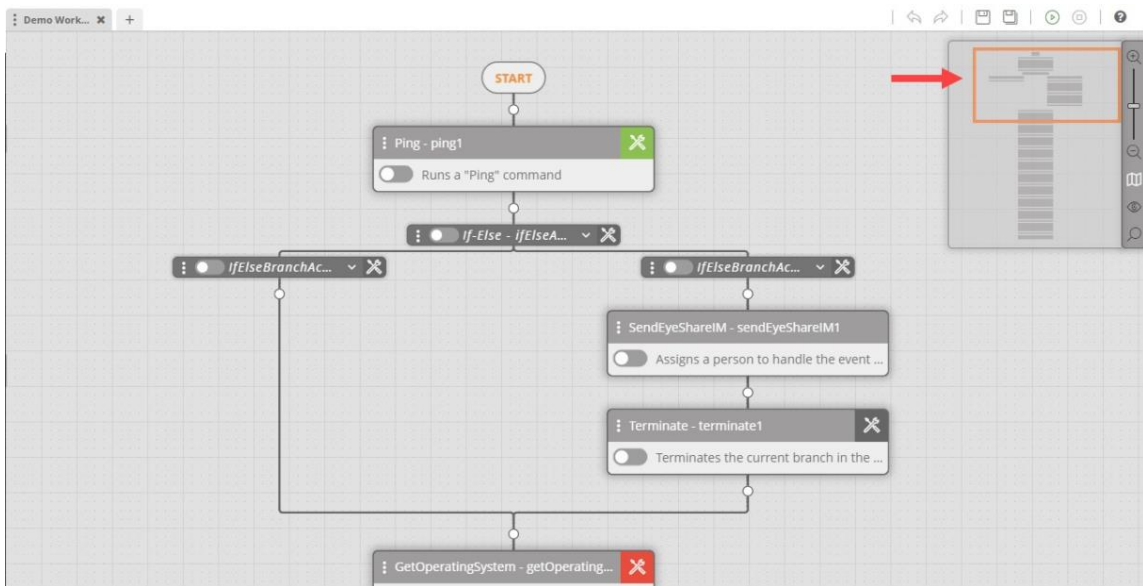 Demo Work...
START
Ping - ping1
Runs a "Ping" command
If-Else - ifElseA...
IfElseBranchAc...
IfElseBranchAc...
SendEyeShareIM - sendEyeShareIM1
Assigns a person to handle the event ...
Terminate - terminate1
Terminates the current branch in the ...
GetOperatingSystem - getOperating...